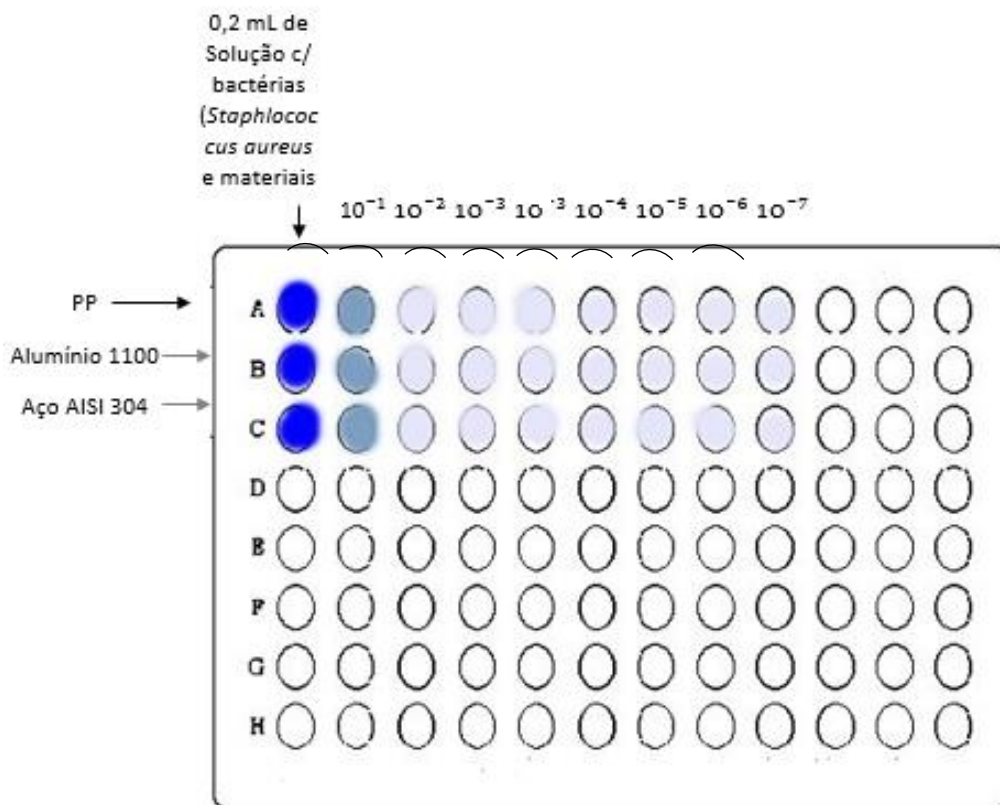 0,2 mL de
Solução c/
bactérias
(Staphlococ
cus aureus
e materiais
10⁻¹ 10⁻² 10⁻³ 10⁻³ 10⁻⁴ 10⁻⁵ 10⁻⁶ 10⁻⁷
PP
A
Alumínio 1100
B
Aço AISI 304
C
D
E
F
G
H